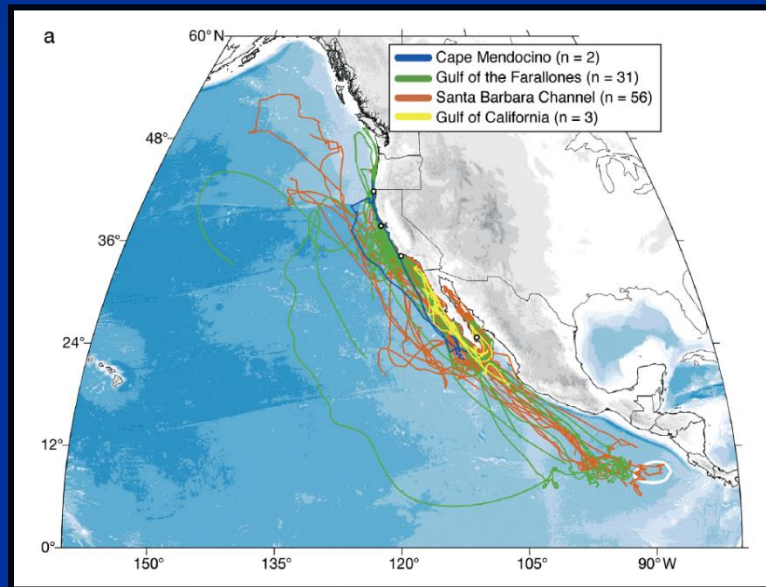 a
60°N
Cape Mendocino (n = 2)
Gulf of the Farallones (n = 31)
Santa Barbara Channel (n = 56)
Gulf of California (n = 3)
48°
36°
24°
12°
0°
150°
135°
120°
105°
90°W